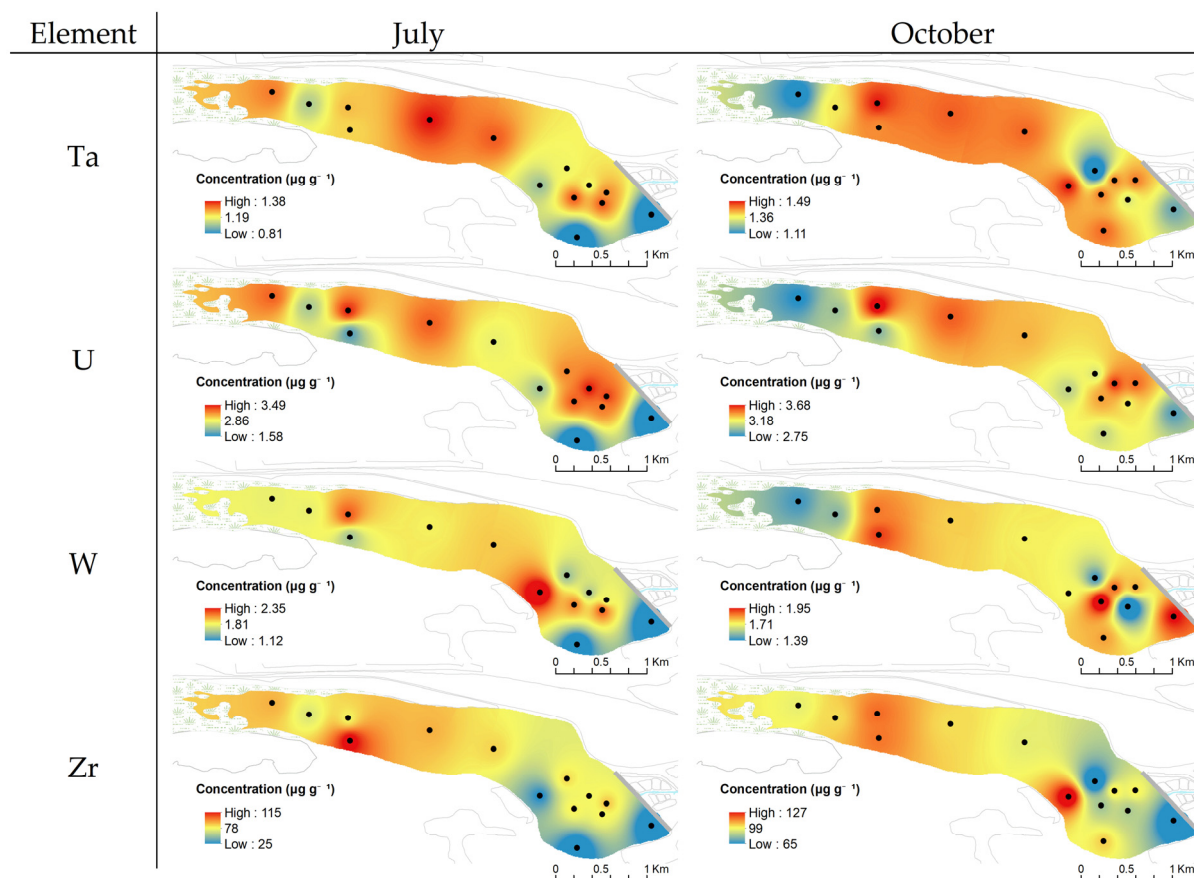 Element July October
Ta
Concentration (µg g⁻¹)
High : 1.38
1.19
Low : 0.81
0 0.5 1 Km
Concentration (µg g⁻¹)
High : 1.49
1.36
Low : 1.11
0 0.5 1 Km
U
Concentration (µg g⁻¹)
High : 3.49
2.86
Low : 1.58
0 0.5 1 Km
Concentration (µg g⁻¹)
High : 3.68
3.18
Low : 2.75
0 0.5 1 Km
W
Concentration (µg g⁻¹)
High : 2.35
1.81
Low : 1.12
0 0.5 1 Km
Concentration (µg g⁻¹)
High : 1.95
1.71
Low : 1.39
0 0.5 1 Km
Zr
Concentration (µg g⁻¹)
High : 115
78
Low : 25
0 0.5 1 Km
Concentration (µg g⁻¹)
High : 127
99
Low : 65
0 0.5 1 Km